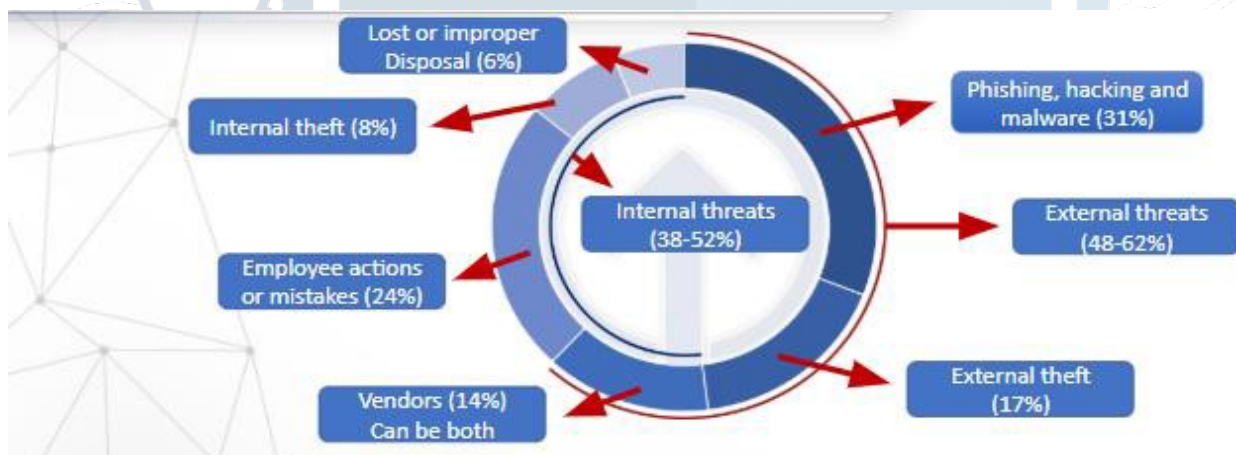 Lost or improper
Disposal (6%)
Phishing, hacking and
malware (31%)
Internal theft (8%)
Internal threats
(38-52%)
External threats
(48-62%)
Employee actions
or mistakes (24%)
External theft
(17%)
Vendors (14%)
Can be both